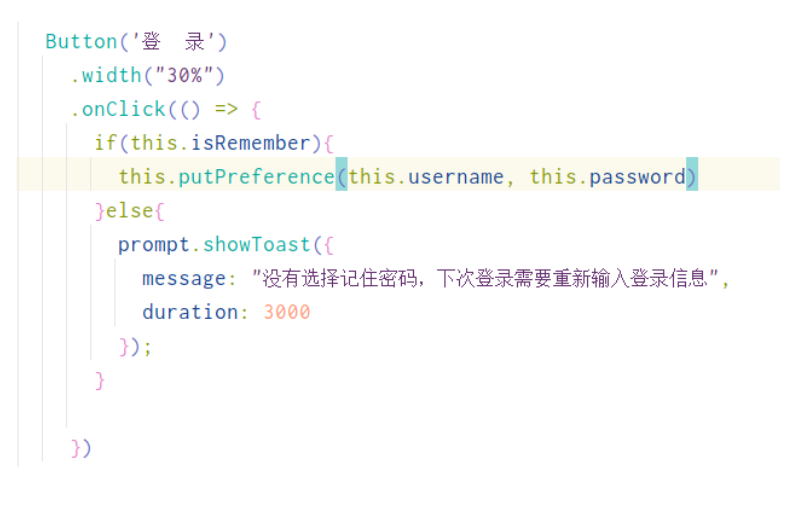 Button('登  录')
.width("30%")
.onClick(() => {
if(this.isRemember){
this.putPreference(this.username, this.password)
}else{
prompt.showToast({
message: "没有选择记住密码，下次登录需要重新输入登录信息",
duration: 3000
});
}
})